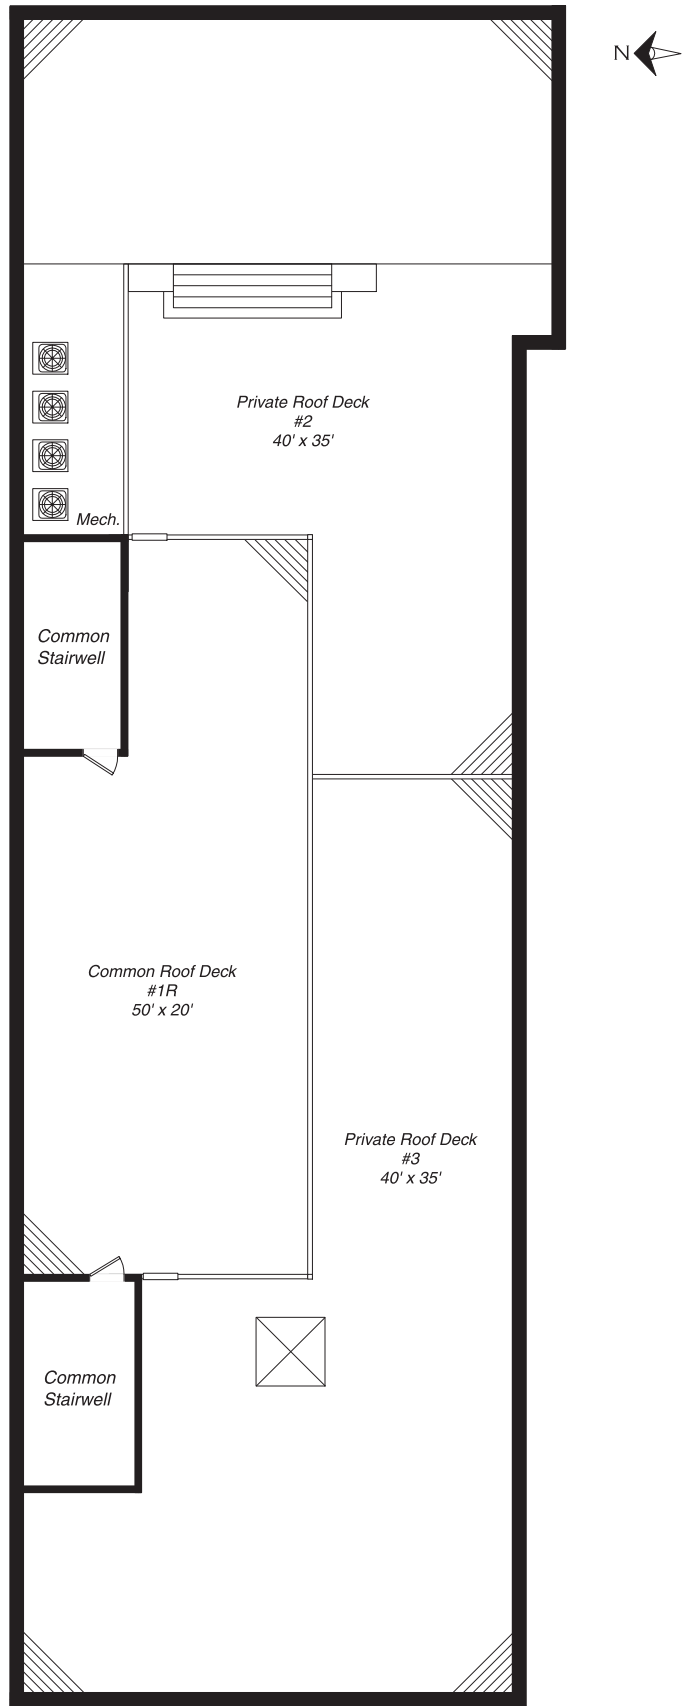 N
Private Roof Deck
#2
40' x 35'
Mech.
Common
Stairwell
Common Roof Deck
#1R
50' x 20'
Private Roof Deck
#3
40' x 35'
Common
Stairwell